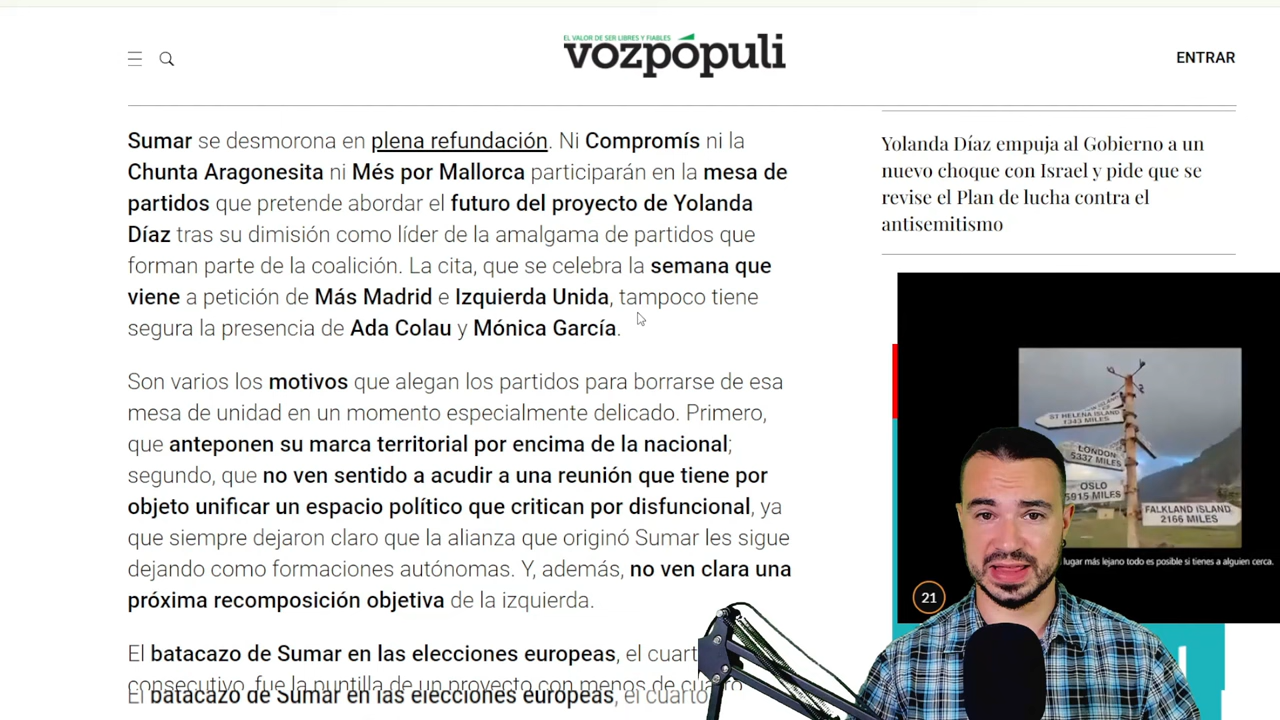 EL VALOR DE SER LIBRES Y FIABLES
vozpópuli
ENTRAR
Sumar se desmorona en plena refundación. Ni Compromís ni la
Chunta Aragonesita ni Més por Mallorca participarán en la mesa de
partidos que pretende abordar el futuro del proyecto de Yolanda
Díaz tras su dimisión como líder de la amalgama de partidos que
forman parte de la coalición. La cita, que se celebra la semana que
viene a petición de Más Madrid e Izquierda Unida, tampoco tiene
segura la presencia de Ada Colau y Mónica García.
Son varios los motivos que alegan los partidos para borrarse de esa
mesa de unidad en un momento especialmente delicado. Primero,
que anteponen su marca territorial por encima de la nacional;
segundo, que no ven sentido a acudir a una reunión que tiene por
objeto unificar un espacio político que critican por disfuncional, ya
que siempre dejaron claro que la alianza que originó Sumar les sigue
dejando como formaciones autónomas. Y, además, no ven clara una
próxima recomposición objetiva de la izquierda.
El batacazo de Sumar en las elecciones europeas, el cuart
consecutivo, fue la puntilla de un proyecto con menos de cuatro
El batacazo de Sumar en las elecciones europeas, el cuarto
Yolanda Díaz empuja al Gobierno a un
nuevo choque con Israel y pide que se
revise el Plan de lucha contra el
antisemitismo
ST HELENA ISLAND
1343 MILES
LONDON
5337 MILES
OSLO
5915 MILES
FALKLAND ISLAND
2166 MILES
lugar más lejano todo es posible si tienes a alguien cerca.
21